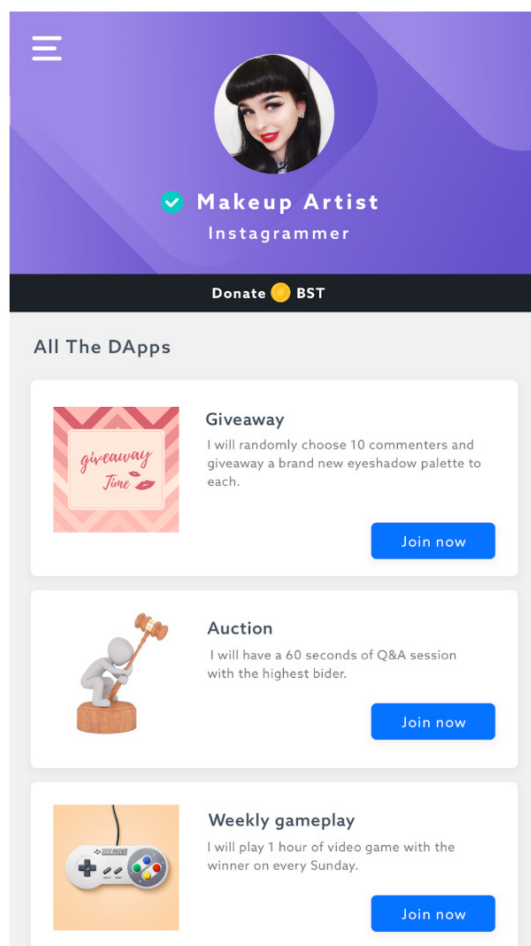 Makeup Artist
Instagrammer
Donate BST
All The DApps
giveaway
Time
Giveaway
I will randomly choose 10 commenters and
giveaway a brand new eyeshadow palette to
each.
Join now
Auction
I will have a 60 seconds of Q&A session
with the highest bider.
Join now
Weekly gameplay
I will play 1 hour of video game with the
winner on every Sunday.
Join now